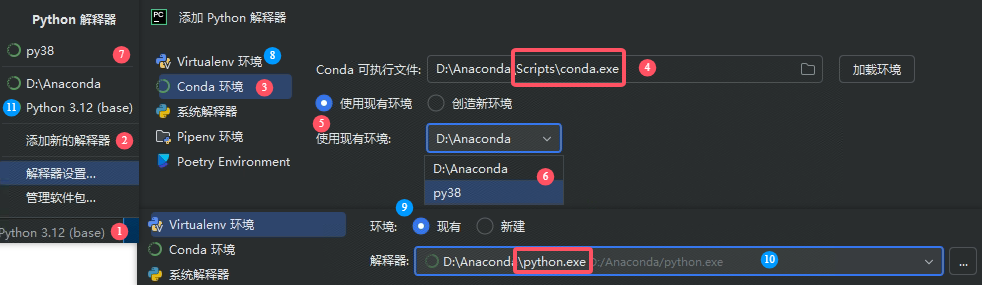 Python 解释器
py38 7
D:\Anaconda
11 Python 3.12 (base)
添加新的解释器 2
解释器设置...
管理软件包...
Python 3.12 (base) 1
PC 添加 Python 解释器
Virtualenv 环境 8
Conda 环境 3
系统解释器
Pipenv 环境
Poetry Environment
Conda 可执行文件: D:\Anaconda\Scripts\conda.exe 4 加载环境
使用现有环境 创造新环境
5
使用现有环境: D:\Anaconda
D:\Anaconda
py38
6
Virtualenv 环境
Conda 环境
系统解释器
9
环境: 现有 新建
解释器: D:\Anaconda\python.exe D:/Anaconda/python.exe 10 ...